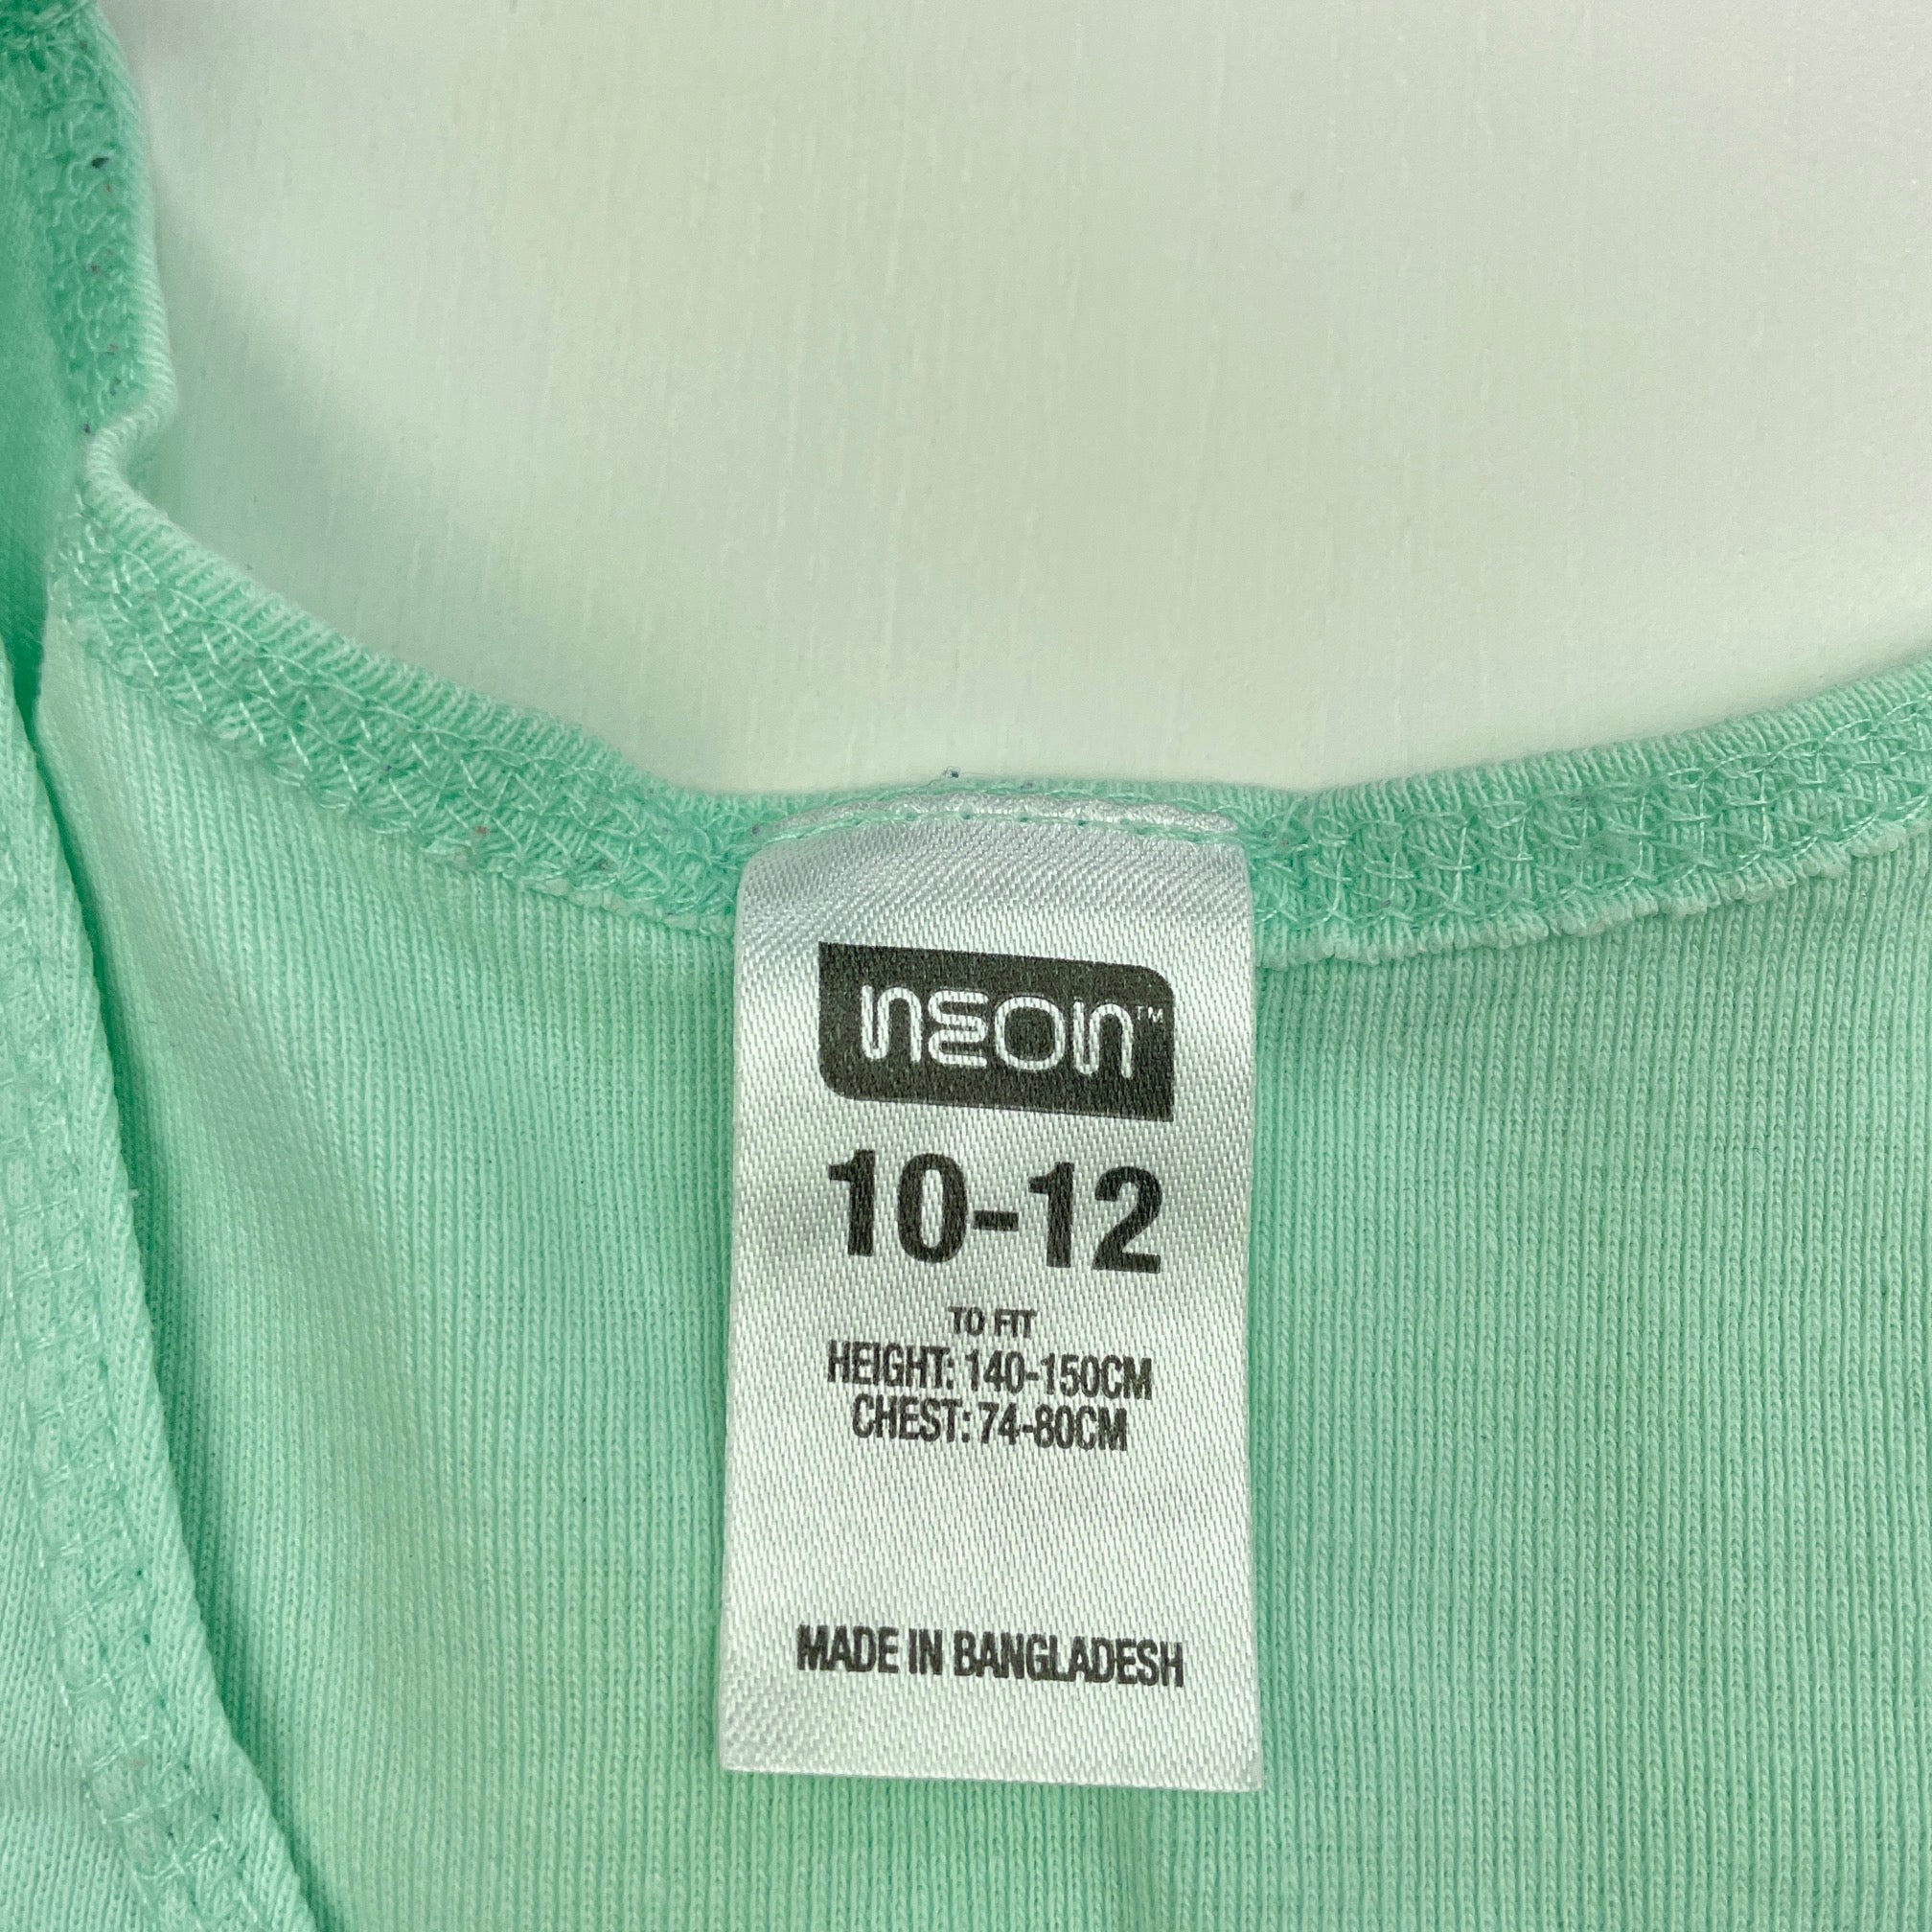 neon™
10-12
TO FIT
HEIGHT: 140-150CM
CHEST: 74-80CM
MADE IN BANGLADESH